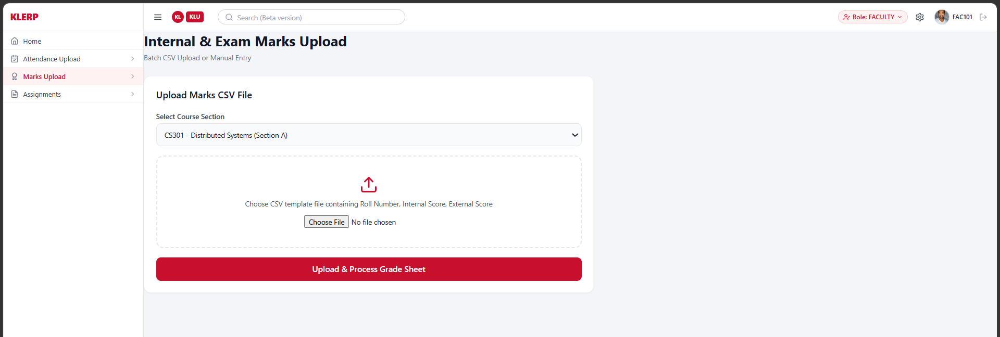 KLERP
KL KLU
Search (Beta version)
Role: FACULTY
FAC101
Home
Attendance Upload
Marks Upload
Assignments
Internal & Exam Marks Upload
Batch CSV Upload or Manual Entry
Upload Marks CSV File
Select Course Section
CS301 - Distributed Systems (Section A)
Choose CSV template file containing Roll Number, Internal Score, External Score
Choose File No file chosen
Upload & Process Grade Sheet